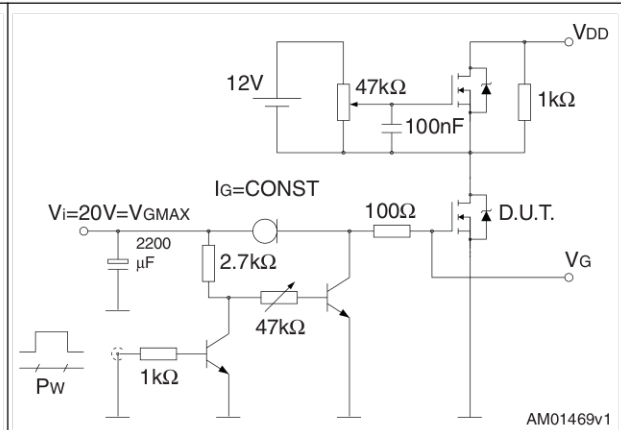 VDD
12V
47kΩ
100nF
1kΩ
IG=CONST
Vi=20V=VGMAX
100Ω
D.U.T.
2200
μF
2.7kΩ
VG
47kΩ
1kΩ
PW
AM01469v1